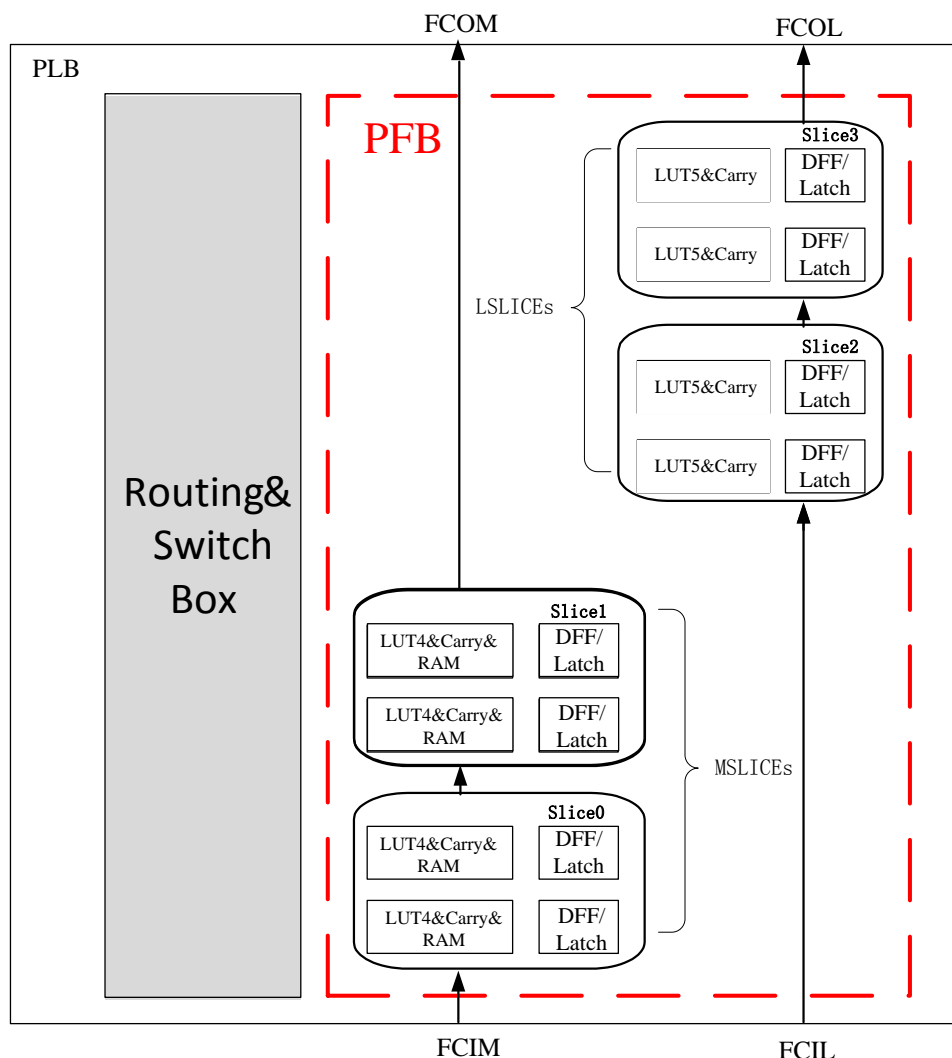 FCOM
FCOL
PLB
PFB
Slice3
LUT5&Carry
DFF/
Latch
LUT5&Carry
DFF/
Latch
LSLICEs
Slice2
LUT5&Carry
DFF/
Latch
LUT5&Carry
DFF/
Latch
Routing&
Switch
Box
Slice1
LUT4&Carry&
RAM
DFF/
Latch
LUT4&Carry&
RAM
DFF/
Latch
MSLICEs
Slice0
LUT4&Carry&
RAM
DFF/
Latch
LUT4&Carry&
RAM
DFF/
Latch
FCIM
FCIL